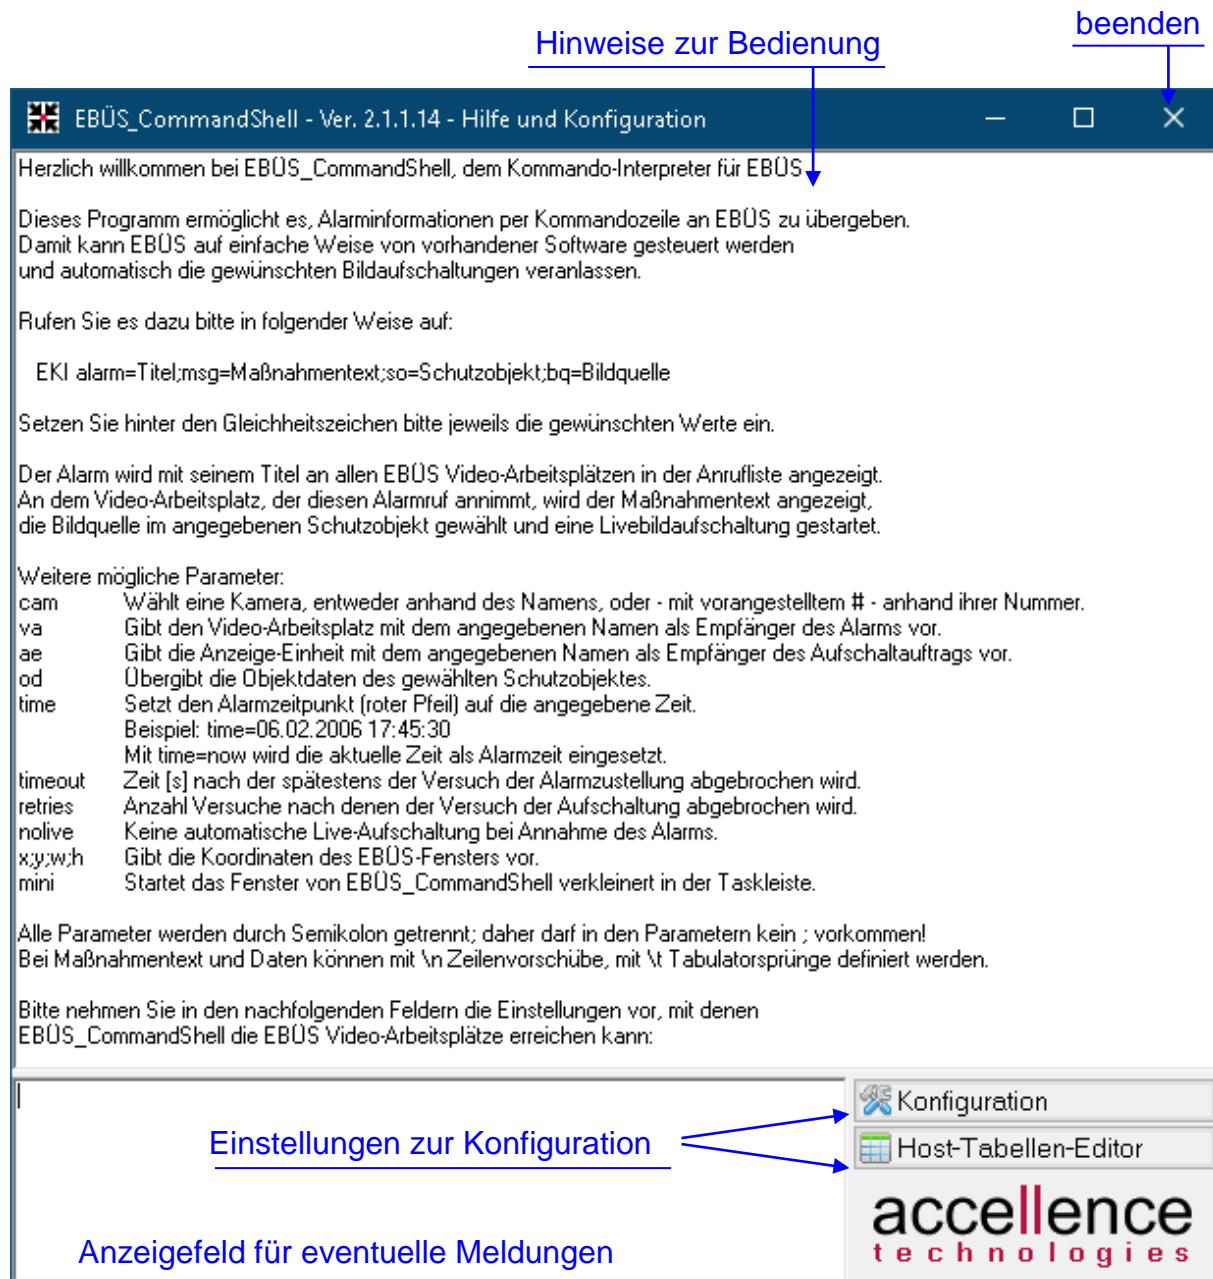 beenden
Hinweise zur Bedienung
EBÜS_CommandShell - Ver. 2.1.1.14 - Hilfe und Konfiguration
Herzlich willkommen bei EBÜS_CommandShell, dem Kommando-Interpreter für EBÜS
Dieses Programm ermöglicht es, Alarminformationen per Kommandozeile an EBÜS zu übergeben.
Damit kann EBÜS auf einfache Weise von vorhandener Software gesteuert werden
und automatisch die gewünschten Bildaufschaltungen veranlassen.
Rufen Sie es dazu bitte in folgender Weise auf:
EKI alarm=Titel;msg=Maßnahmentext;so=Schutzobjekt;bq=Bildquelle
Setzen Sie hinter den Gleichheitszeichen bitte jeweils die gewünschten Werte ein.
Der Alarm wird mit seinem Titel an allen EBÜS Video-Arbeitsplätzen in der Anrufliste angezeigt.
An dem Video-Arbeitsplatz, der diesen Alarmruf annimmt, wird der Maßnahmentext angezeigt,
die Bildquelle im angegebenen Schutzobjekt gewählt und eine Livebildaufschaltung gestartet.
Weitere mögliche Parameter:
cam Wählt eine Kamera, entweder anhand des Namens, oder - mit vorangestelltem # - anhand ihrer Nummer.
va Gibt den Video-Arbeitsplatz mit dem angegebenen Namen als Empfänger des Alarms vor.
ae Gibt die Anzeige-Einheit mit dem angegebenen Namen als Empfänger des Aufschaltauftrags vor.
od Übergibt die Objektdaten des gewählten Schutzobjektes.
time Setzt den Alarmzeitpunkt (roter Pfeil) auf die angegebene Zeit.
Beispiel: time=06.02.2006 17:45:30
Mit time=now wird die aktuelle Zeit als Alarmzeit eingesetzt.
timeout Zeit [s] nach der spätestens der Versuch der Alarmzustellung abgebrochen wird.
retries Anzahl Versuche nach denen der Versuch der Aufschaltung abgebrochen wird.
nolive Keine automatische Live-Aufschaltung bei Annahme des Alarms.
x;y;w;h Gibt die Koordinaten des EBÜS-Fensters vor.
mini Startet das Fenster von EBÜS_CommandShell verkleinert in der Taskleiste.
Alle Parameter werden durch Semikolon getrennt; daher darf in den Parametern kein ; vorkommen!
Bei Maßnahmentext und Daten können mit \n Zeilenvorschübe, mit \t Tabulatorsprünge definiert werden.
Bitte nehmen Sie in den nachfolgenden Feldern die Einstellungen vor, mit denen
EBÜS_CommandShell die EBÜS Video-Arbeitsplätze erreichen kann:
Konfiguration
Einstellungen zur Konfiguration
Host-Tabellen-Editor
accellence
technologies
Anzeigefeld für eventuelle Meldungen